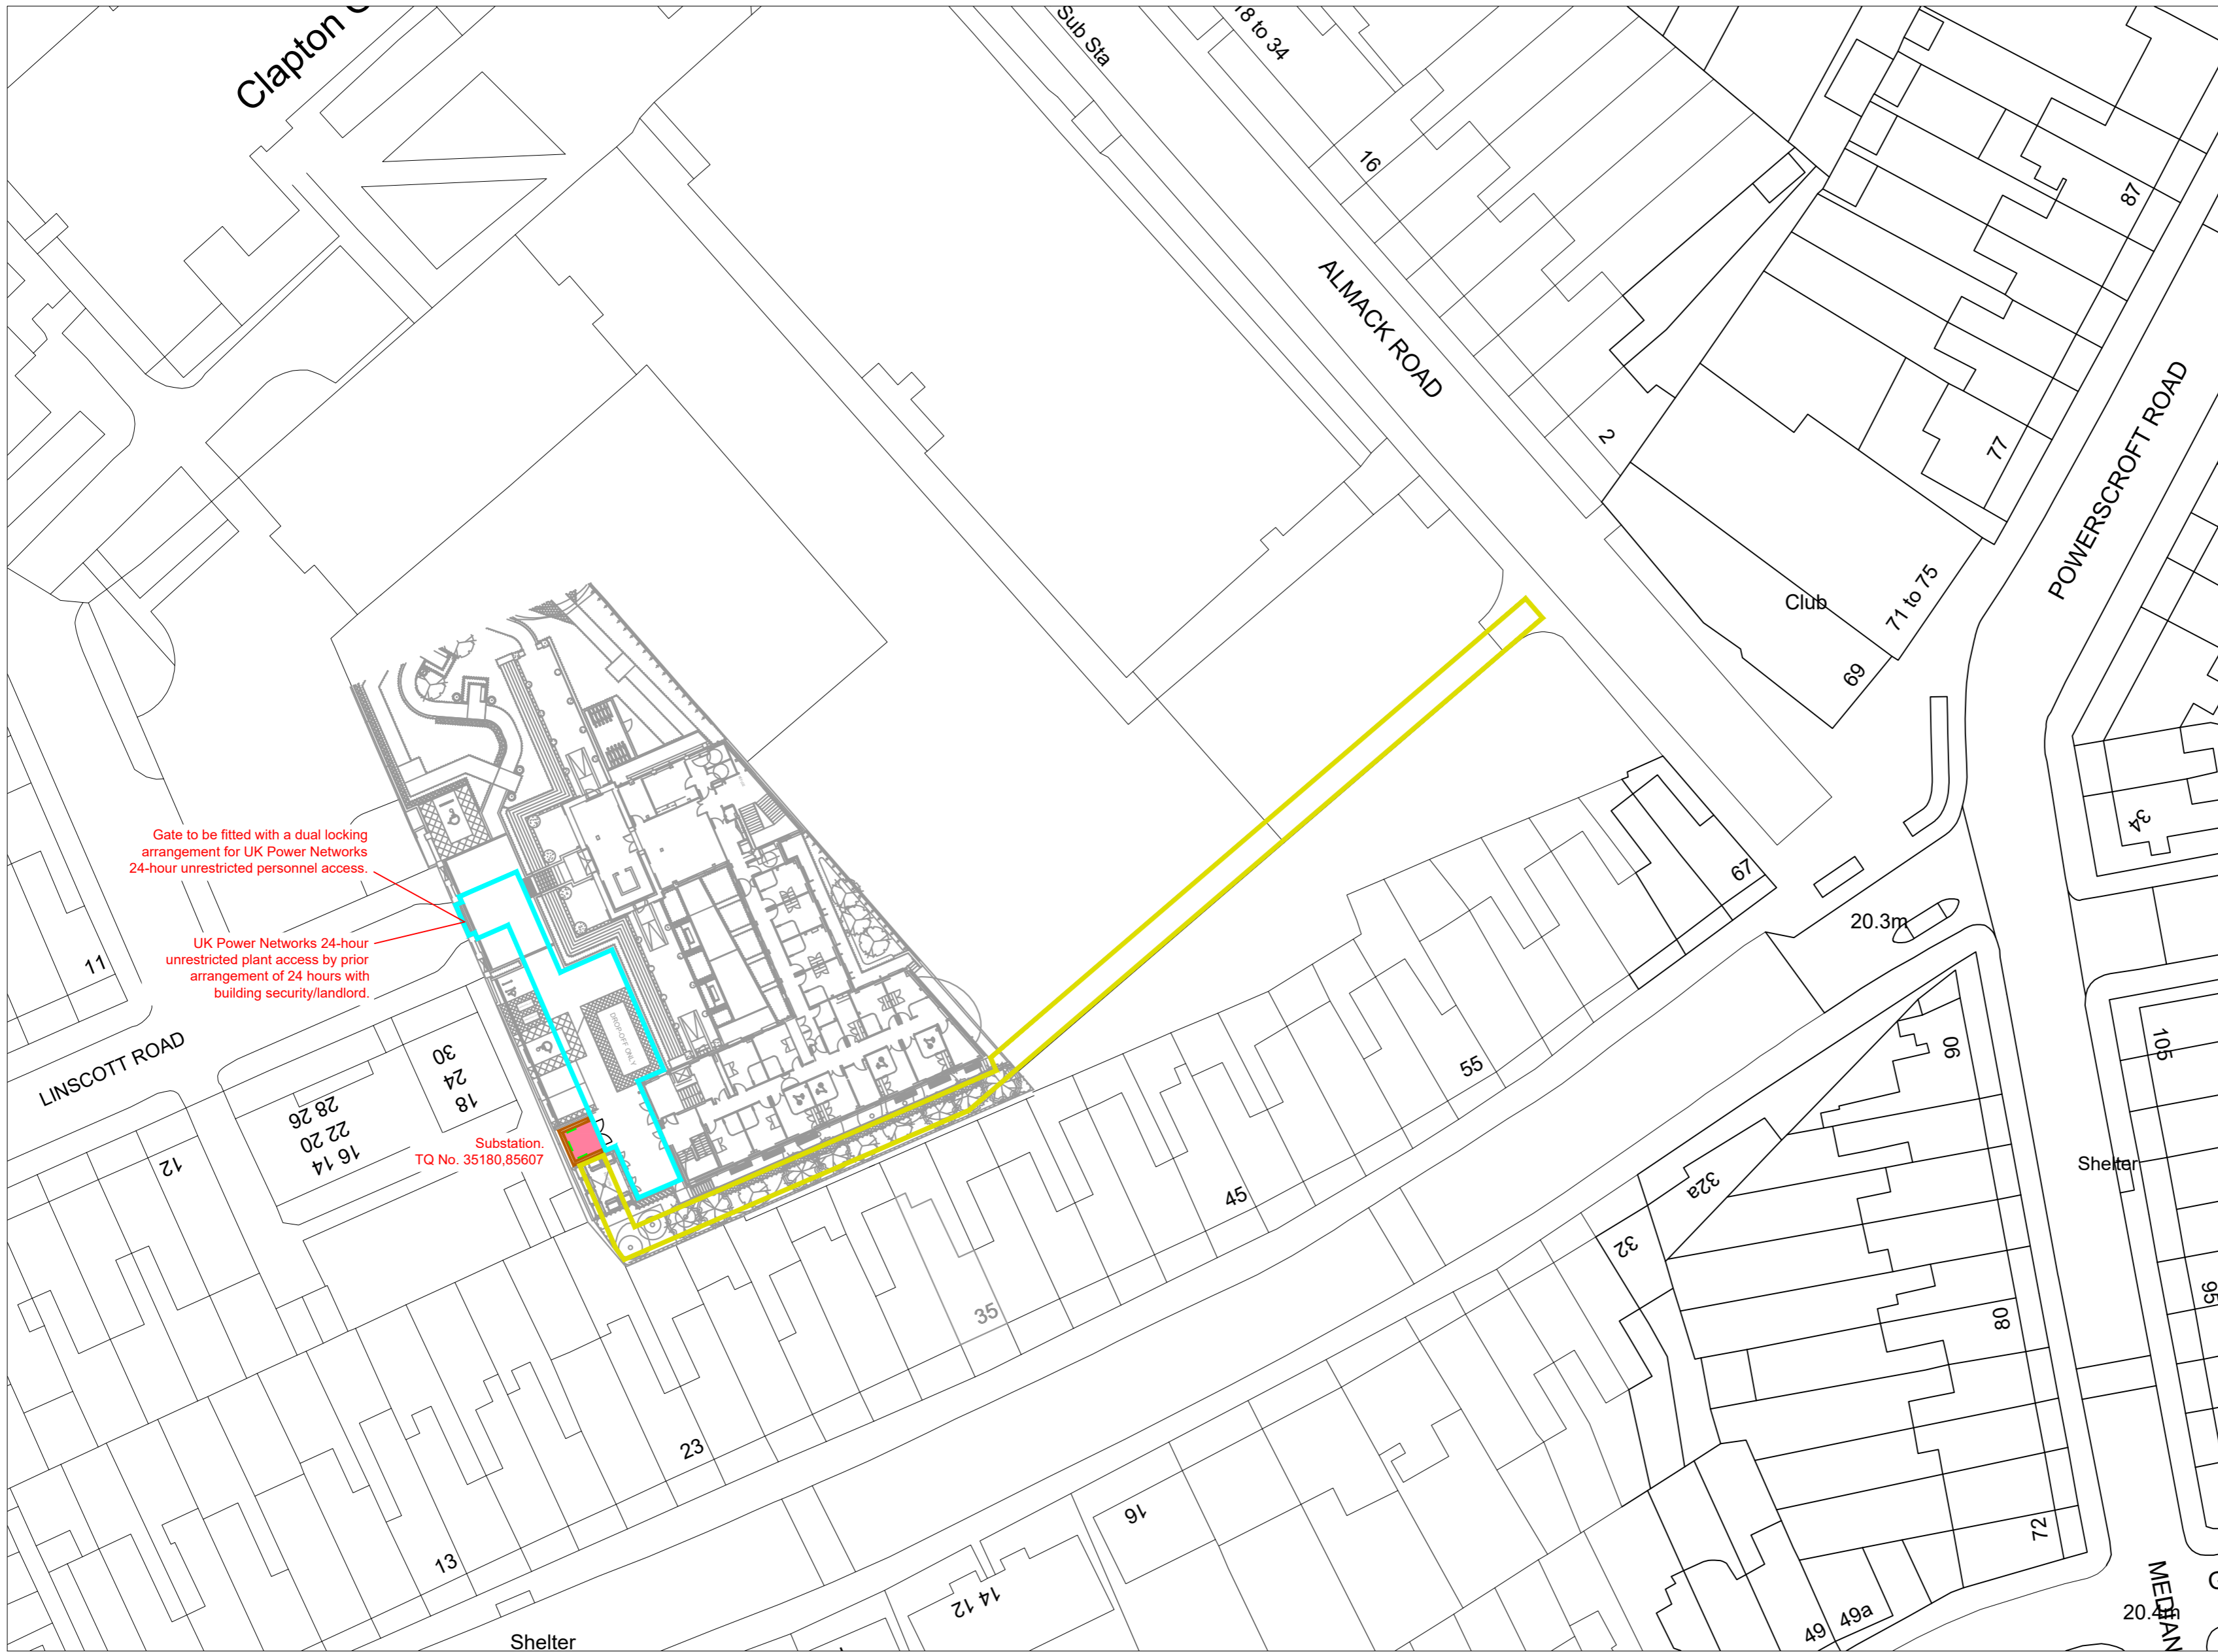 Clapton
Sub Sta
18 to 34
16
87
ALMACK ROAD
2
77
POWERSCROFT ROAD
Club
71 to 75
69
34
Gate to be fitted with a dual locking
arrangement for UK Power Networks
24-hour unrestricted personnel access.
67
20.3m
UK Power Networks 24-hour
unrestricted plant access by prior
arrangement of 24 hours with
building security/landlord.
11
DROP-OFF ONLY
LINSCOTT ROAD
30
24
18
28 26
22 20
16 14
12
55
90
105
Substation.
TQ No. 35180,85607
45
32a
Shelter
32
35
80
95
23
16
13
14 12
72
49
49a
MEDIAN
20.4m
Shelter